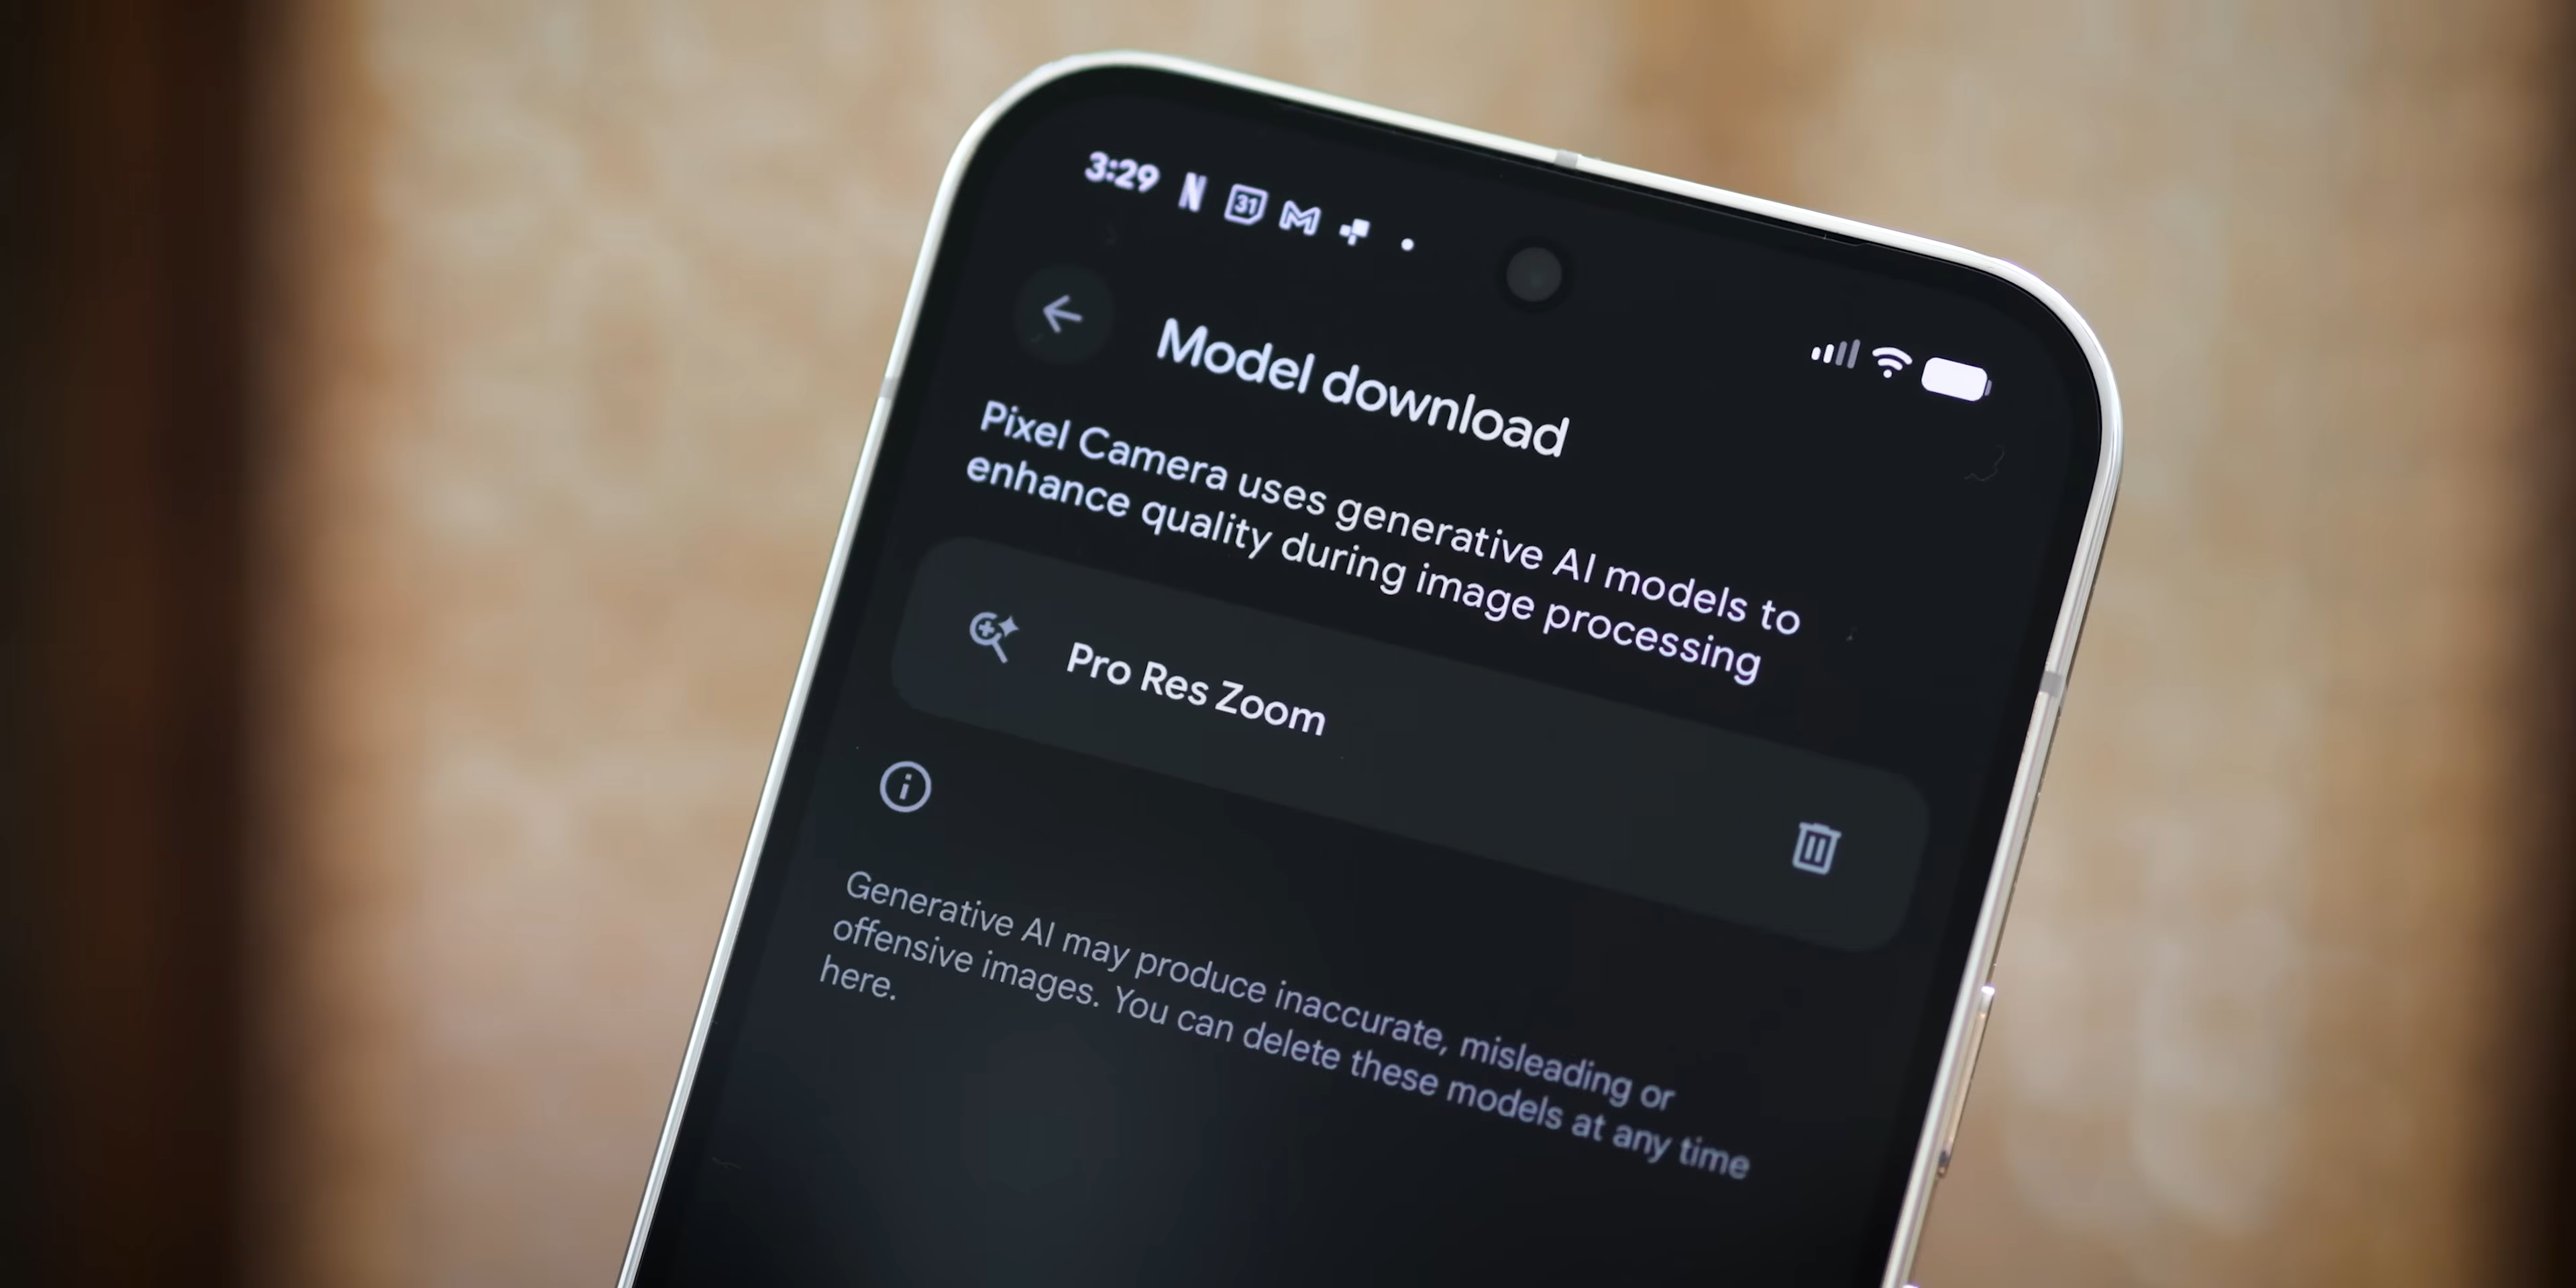 3:29 N 31 M
Model download
Pixel Camera uses generative AI models to
enhance quality during image processing
Pro Res Zoom
Generative AI may produce inaccurate, misleading or
offensive images. You can delete these models at any time
here.